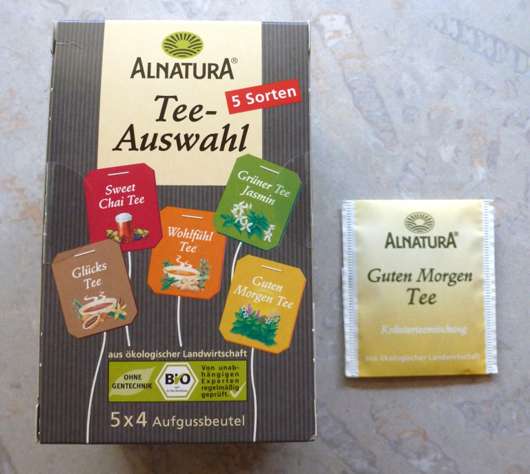 ALNATURA®
Tee-
Auswahl
5 Sorten
Sweet
Chai Tee
Grüner Tee
Jasmin
Wohlfühl
Tee
Glücks
Tee
Guten
Morgen Tee
aus ökologischer Landwirtschaft
OHNE
GENTECHNIK
BIO
Von unab-
hängigen
Experten
regelmäßig
geprüft.
5x4 Aufgussbeutel
ALNATURA®
Guten Morgen
Tee
Kräuterteemischung
aus ökologischer Landwirtschaft